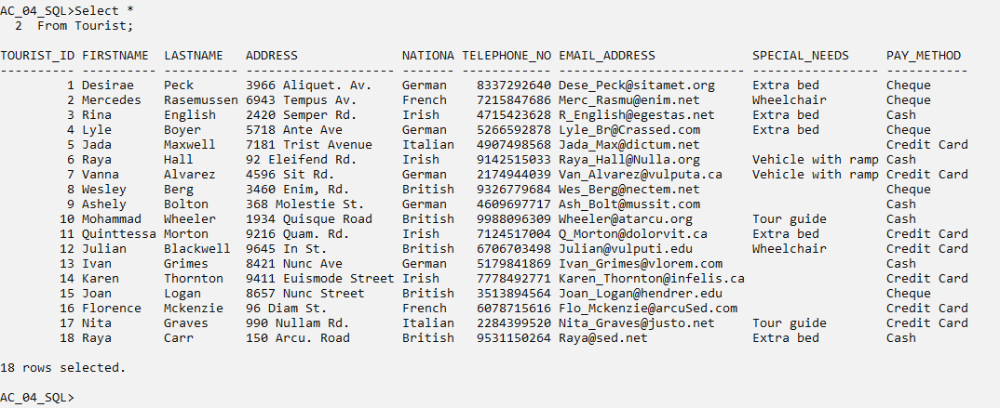 AC_04_SQL>Select *
  2  From Tourist;
TOURIST_ID FIRSTNAME  LASTNAME   ADDRESS              NATIONA TELEPHONE_NO EMAIL_ADDRESS             SPECIAL_NEEDS     PAY_METHOD
---------- ---------- ---------- -------------------- ------- ------------ ------------------------- ----------------- -----------
         1 Desirae    Peck       3966 Aliquet. Av.    German    8337292640 Dese_Peck@sitamet.org     Extra bed         Cheque
         2 Mercedes   Rasemussen 6943 Tempus Av.      French    7215847686 Merc_Rasmu@enim.net       Wheelchair        Cheque
         3 Rina       English    2420 Semper Rd.      Irish     4715423628 R_English@egestas.net     Extra bed         Cash
         4 Lyle       Boyer      5718 Ante Ave        German    5266592878 Lyle_Br@Crassed.com       Extra bed         Cheque
         5 Jada       Maxwell    7181 Trist Avenue    Italian   4907498568 Jada_Max@dictum.net                         Credit Card
         6 Raya       Hall       92 Eleifend Rd.      Irish     9142515033 Raya_Hall@Nulla.org       Vehicle with ramp Cash
         7 Vanna      Alvarez    4596 Sit Rd.         German    2174944039 Van_Alvarez@vulputa.ca    Vehicle with ramp Credit Card
         8 Wesley     Berg       3460 Enim, Rd.       British   9326779684 Wes_Berg@nectem.net                         Cheque
         9 Ashely     Bolton     368 Molestie St.     German    4609697717 Ash_Bolt@mussit.com                         Cash
        10 Mohammad   Wheeler    1934 Quisque Road    British   9988096309 Wheeler@atarcu.org        Tour guide        Cash
        11 Quinttessa Morton     9216 Quam. Rd.       Irish     7124517004 Q_Morton@dolorvit.ca      Extra bed         Credit Card
        12 Julian     Blackwell  9645 In St.          British   6706703498 Julian@vulputi.edu        Wheelchair        Credit Card
        13 Ivan       Grimes     8421 Nunc Ave        German    5179841869 Ivan_Grimes@vlorem.com                      Cash
        14 Karen      Thornton   9411 Euismode Street Irish     7778492771 Karen_Thornton@infelis.ca                   Credit Card
        15 Joan       Logan      8657 Nunc Street     British   3513894564 Joan_Logan@hendrer.edu                      Cheque
        16 Florence   Mckenzie   96 Diam St.          French    6078715616 Flo_Mckenzie@arcuSed.com                    Credit Card
        17 Nita       Graves     990 Nullam Rd.       Italian   2284399520 Nita_Graves@justo.net     Tour guide        Credit Card
        18 Raya       Carr       150 Arcu. Road       British   9531150264 Raya@sed.net              Extra bed         Cash
18 rows selected.
AC_04_SQL>